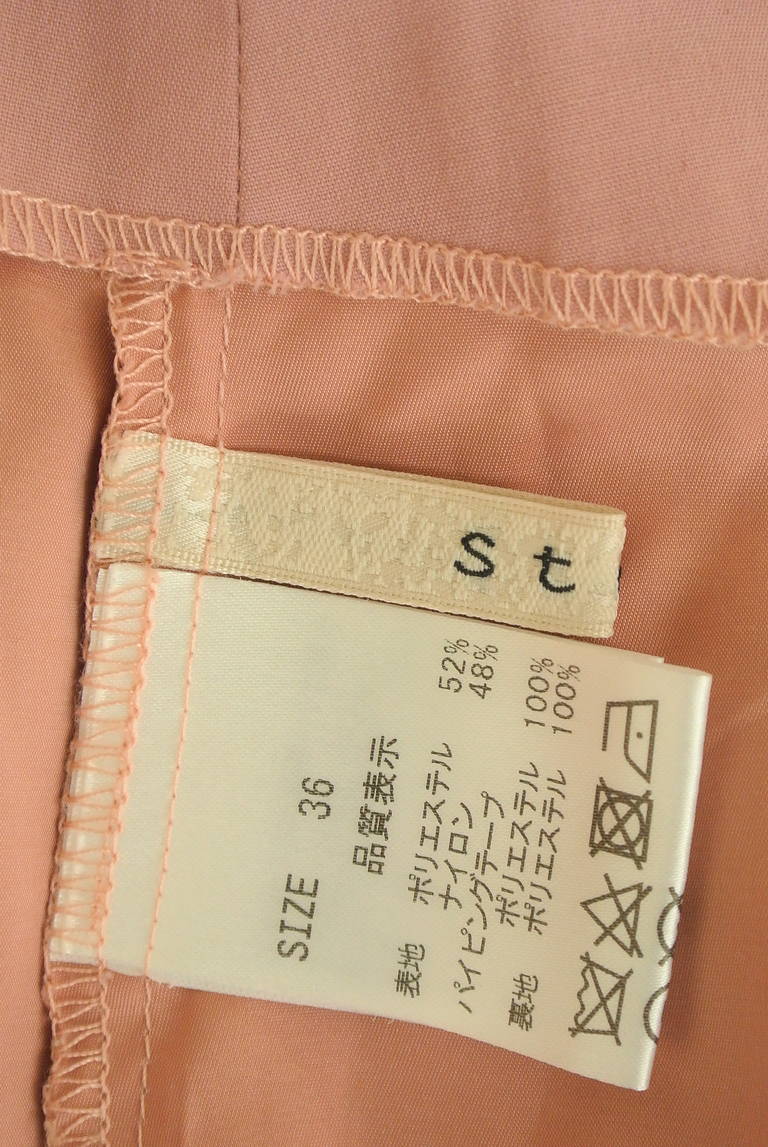 St
SIZE 36
品質表示
表地 ポリエステル 52%
ナイロン 48%
パイピングテープ
ポリエステル 100%
裏地 ポリエステル 100%